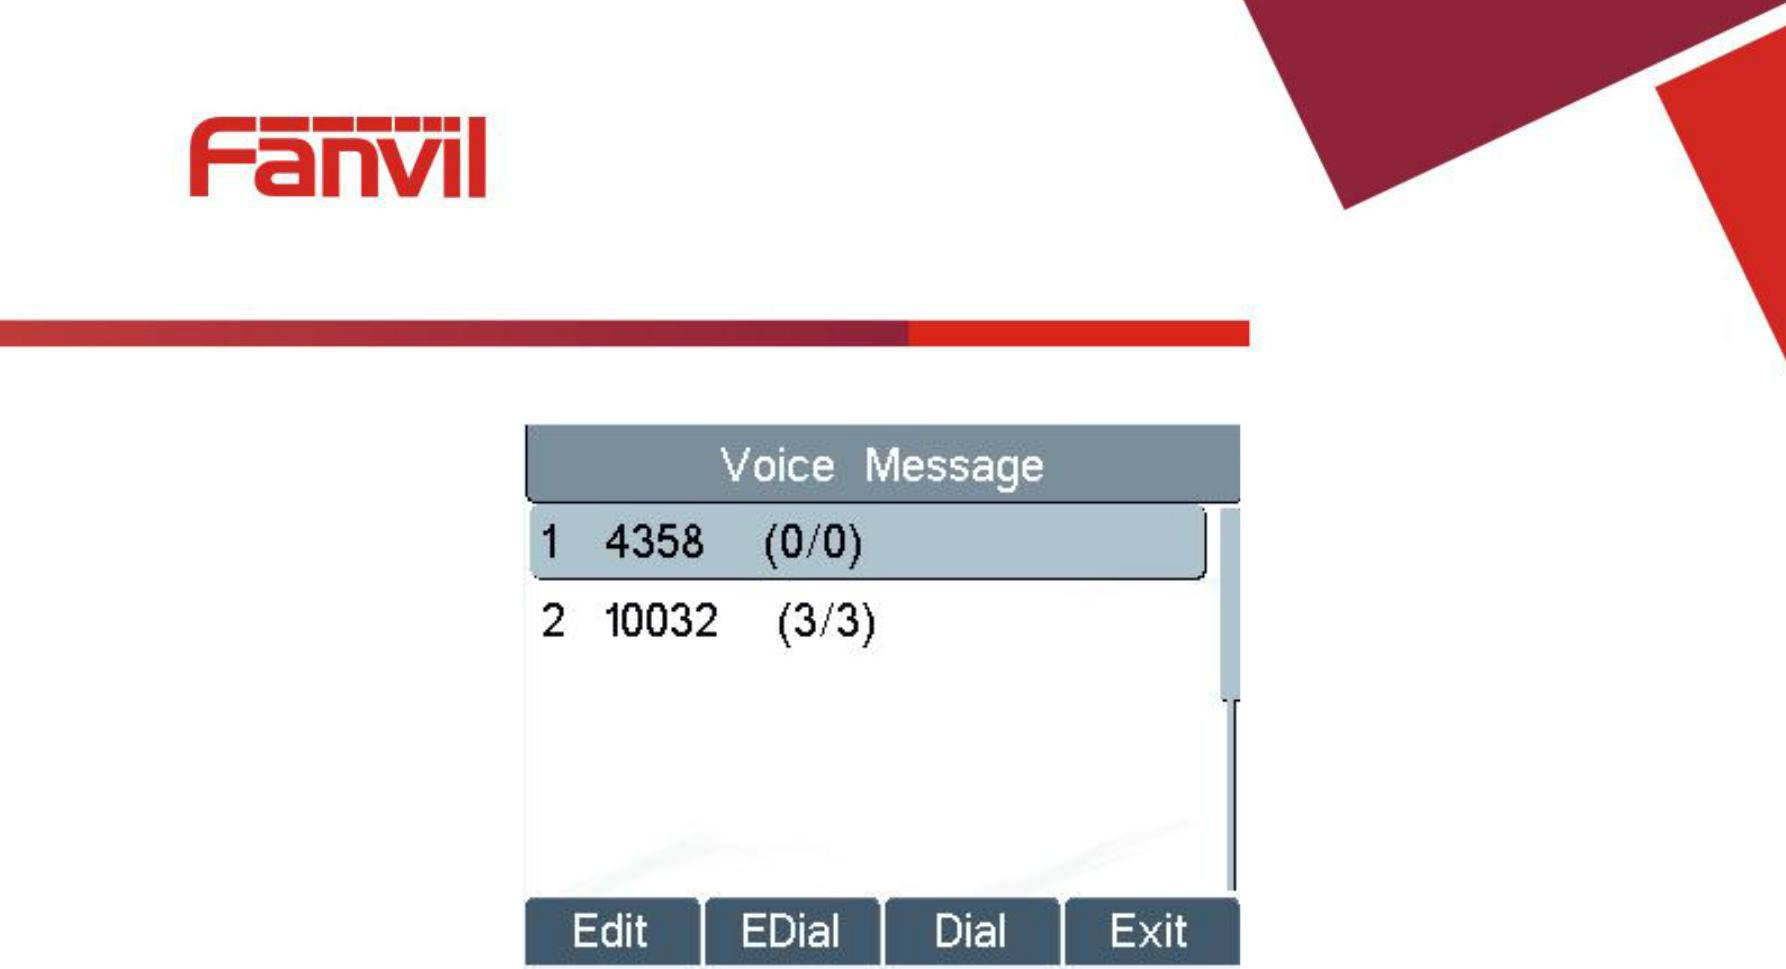 Fanvil
Voice Message
1 4358 (0/0)
2 10032 (3/3)
Edit EDial Dial Exit